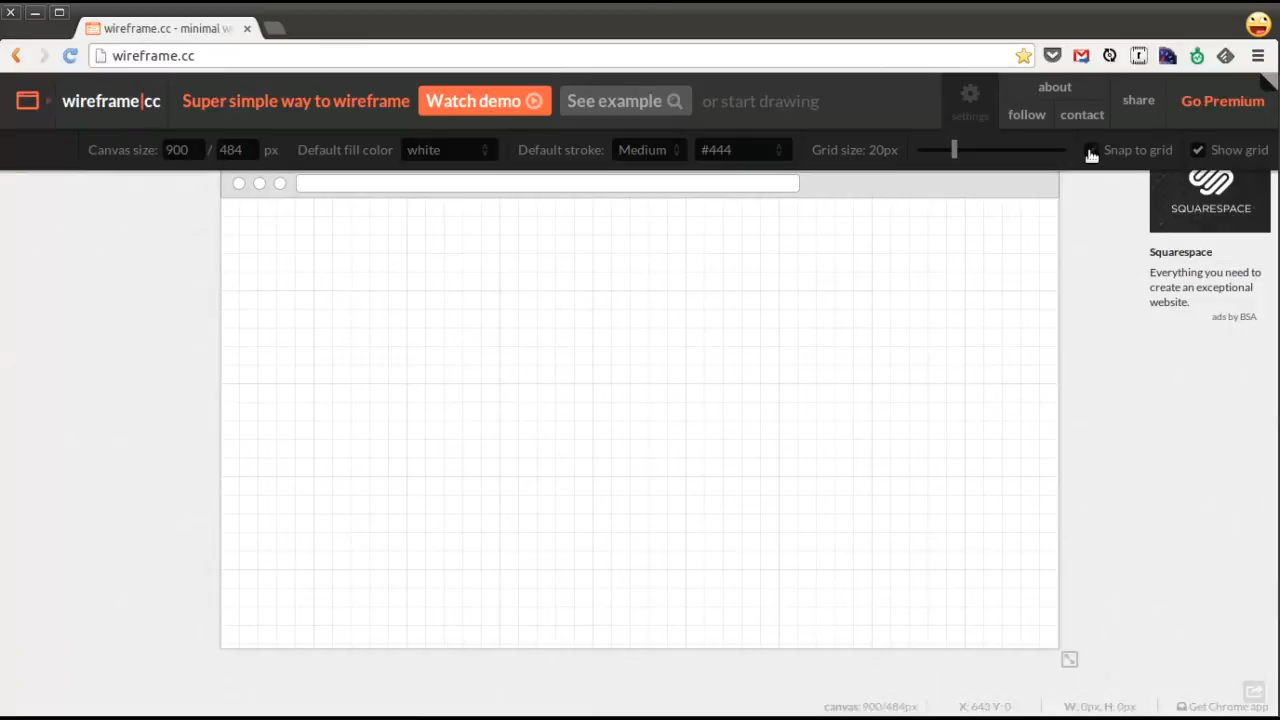 wireframe.cc - minimal w
wireframe.cc
wireframe|cc Super simple way to wireframe Watch demo See example or start drawing settings about follow contact share Go Premium
Canvas size: 900 / 484 px Default fill color white Default stroke: Medium #444 Grid size: 20px Snap to grid Show grid
SQUARESPACE
Squarespace
Everything you need to
create an exceptional
website.
ads by BSA
canvas: 900/484px X: 643 Y: 0 W: 0px, H: 0px Get Chrome app